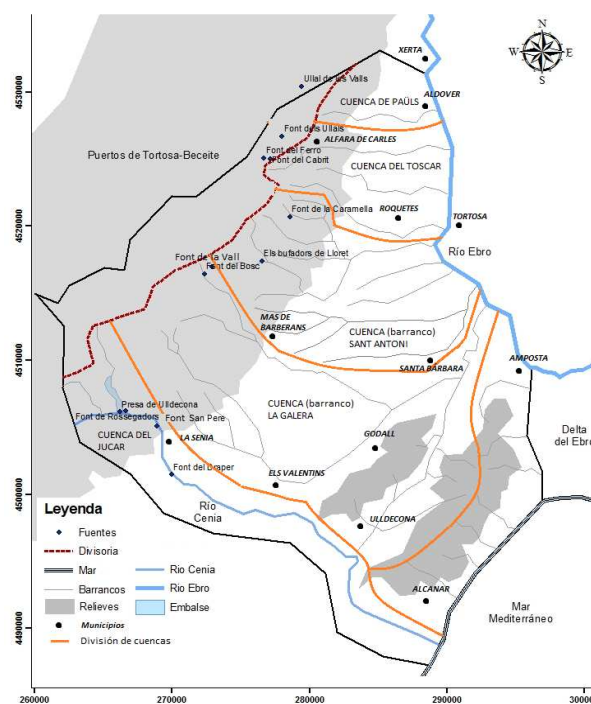 N
W E
S
XERTA
Ullal de les Valls
4530000
CUENCA DE PAÜLS
ALDOVER
Font dels Ullals
ALFARA DE CARLES
Puertos de Tortosa-Beceite
Font del Ferro
Font del Cabrit
CUENCA DEL TOSCAR
Font de la Caramella
ROQUETES
TORTOSA
4520000
Río Ebro
Els bufadors de Lloret
Font de la Vall
Font del Bosc
MAS DE
BARBERANS
CUENCA (barranco)
SANT ANTONI
4510000
SANTA BÀRBARA
AMPOSTA
CUENCA (barranco)
LA GALERA
Presa de Ulldecona
Font de Rossegadors
Font San Pere
CUENCA DEL
JUCAR
LA SENIA
GODALL
Delta
del Ebro
Font del Draper
ELS VALENTINS
4500000
Río
Cenia
ULLDECONA
Leyenda
Fuentes
Divisoria
Mar
Barrancos
Relieves
Municipios
División de cuencas
Rio Cenia
Rio Ebro
Embalse
ALCANAR
Mar
Mediterráneo
4490000
260000 270000 280000 290000 30000